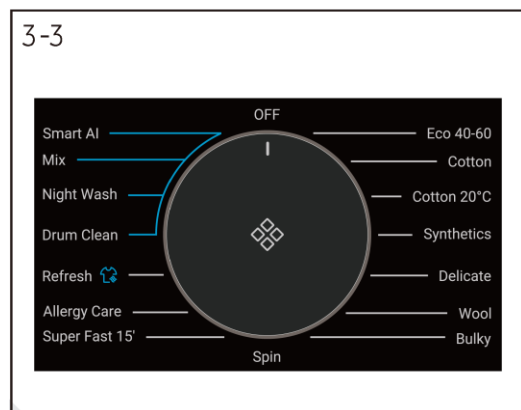 3-3
OFF
Smart AI
Eco 40-60
Mix
Cotton
Night Wash
Cotton 20°C
Drum Clean
Synthetics
Refresh
Delicate
Allergy Care
Wool
Super Fast 15'
Bulky
Spin